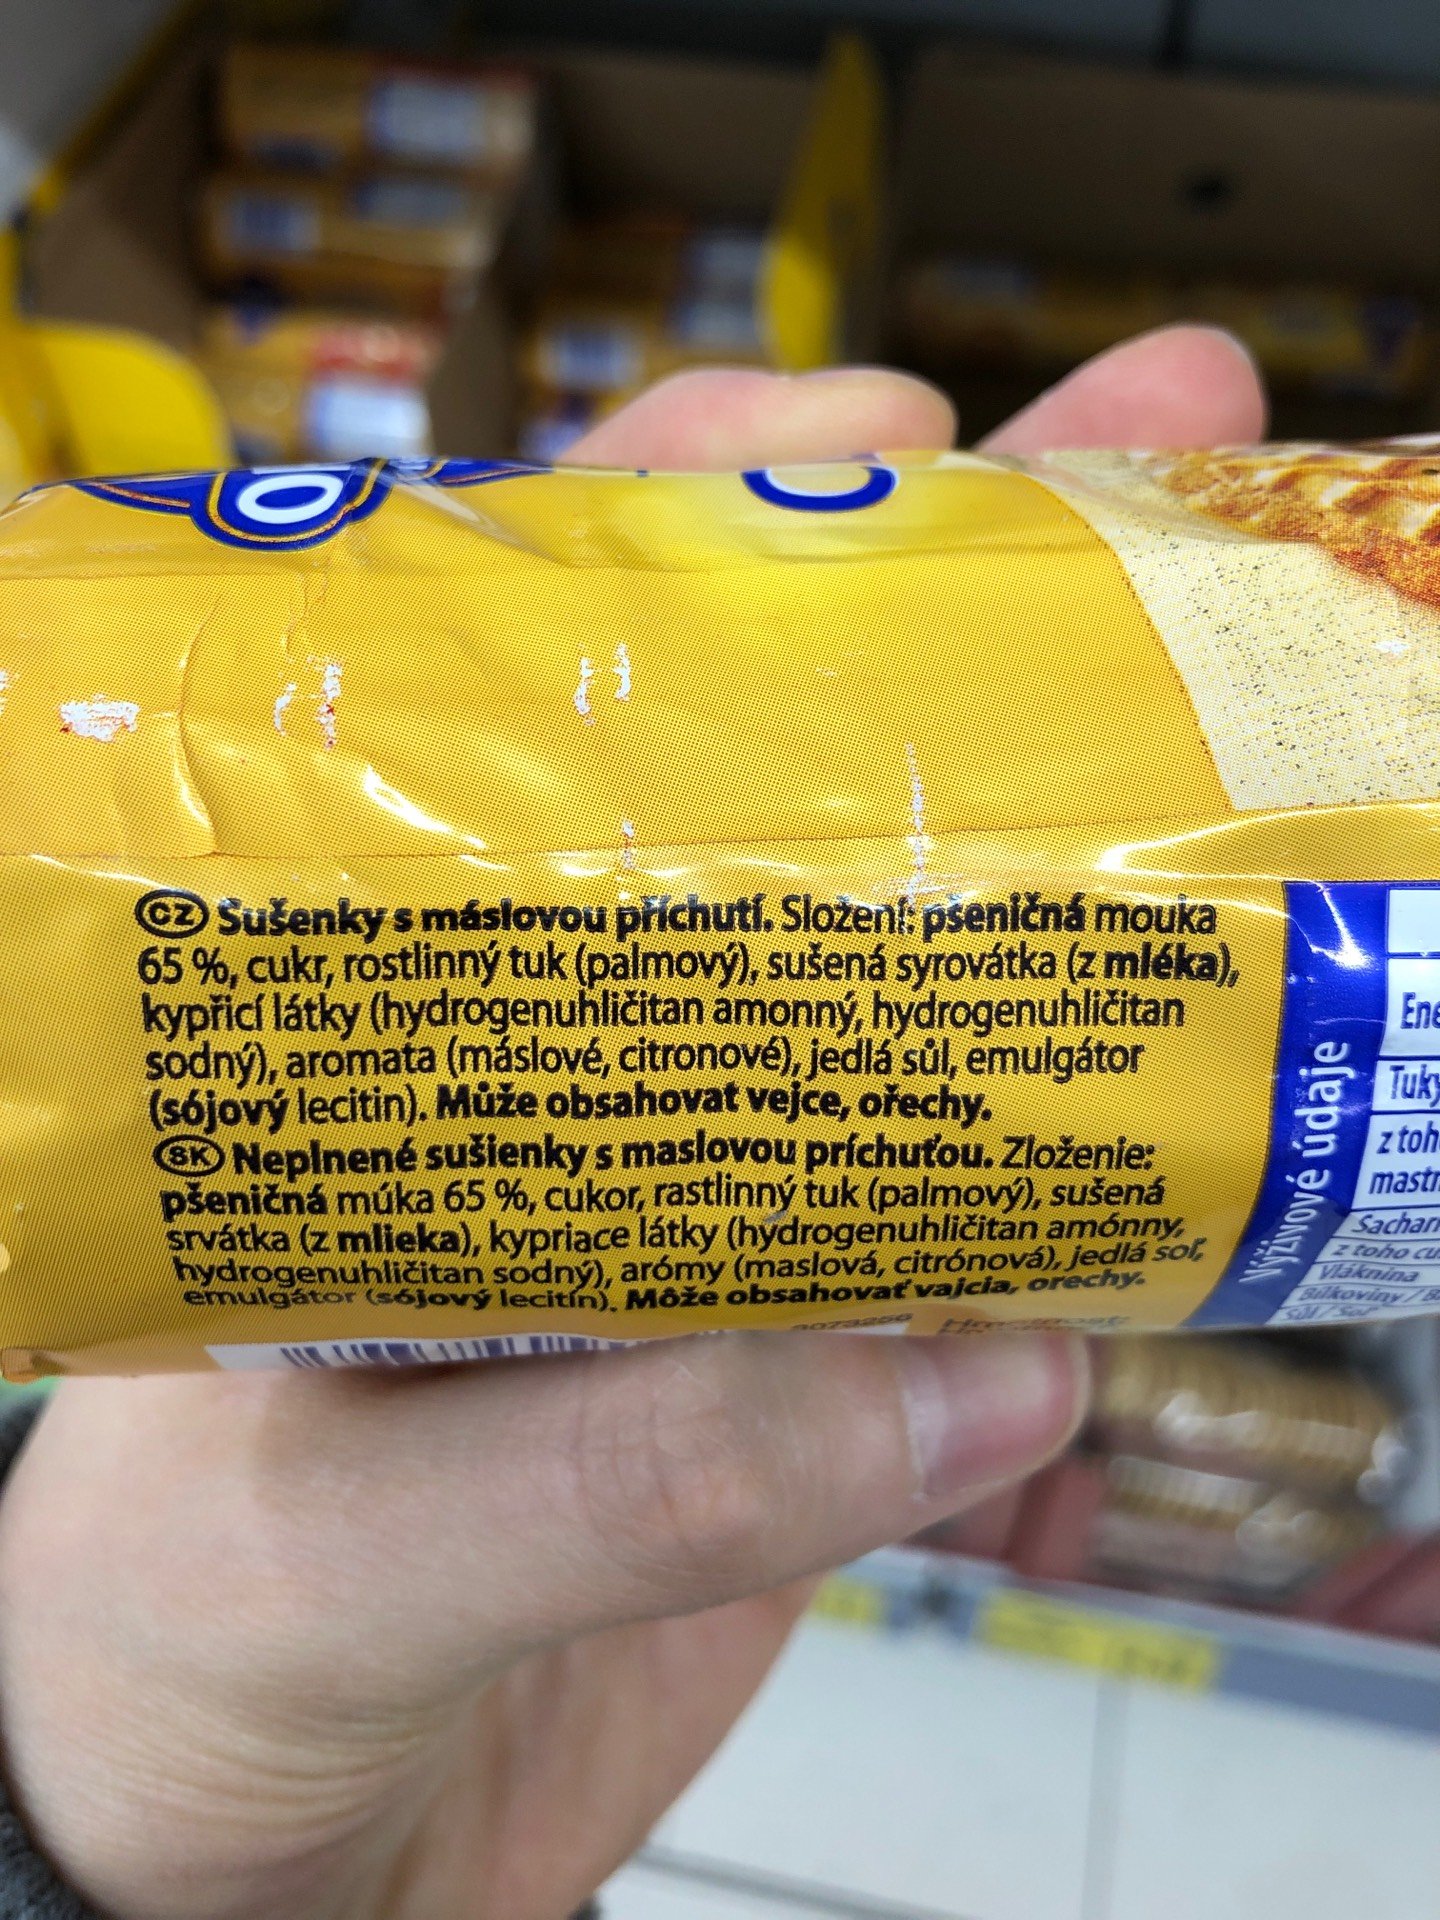 CZ Sušenky s máslovou příchutí. Složení: pšeničná mouka
65 %, cukr, rostlinný tuk (palmový), sušená syrovátka (z mléka),
kypřicí látky (hydrogenuhličitan amonný, hydrogenuhličitan
sodný), aromata (máslové, citronové), jedlá sůl, emulgátor
(sójový lecitin). Může obsahovat vejce, ořechy.
SK Neplnené sušienky s maslovou príchuťou. Zloženie:
pšeničná múka 65 %, cukor, rastlinný tuk (palmový), sušená
srvátka (z mlieka), kypriace látky (hydrogenuhličitan amónny,
hydrogenuhličitan sodný), arómy (maslová, citrónová), jedlá soľ,
emulgátor (sójový lecitín). Môže obsahovať vajcia, orechy.
Výživové údaje
Ene
Tuky
z toh
mastn
Sachar
z toho cu
Vláknina
Bílkoviny / B
Sůl / Soľ